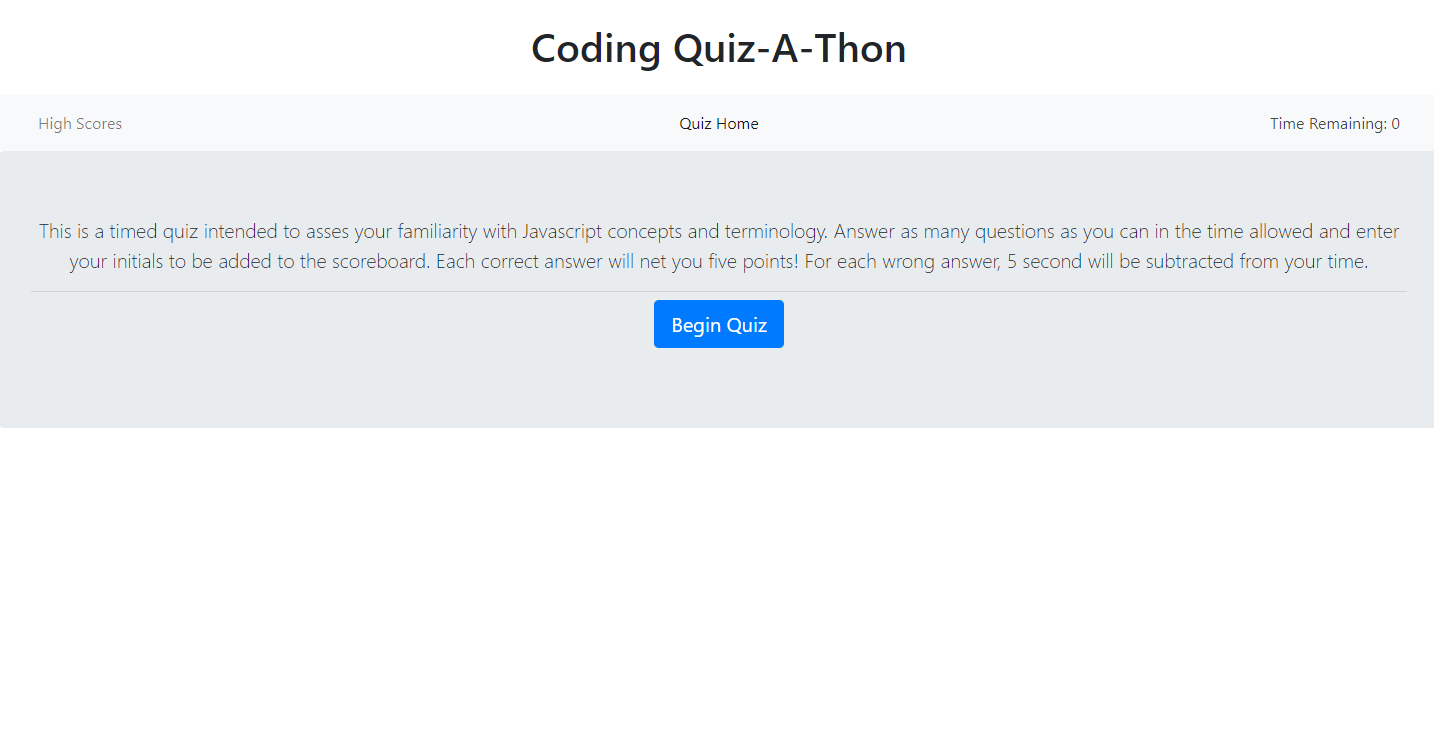 Coding Quiz-A-Thon
High Scores
Quiz Home
Time Remaining: 0
This is a timed quiz intended to asses your familiarity with Javascript concepts and terminology. Answer as many questions as you can in the time allowed and enter
your initials to be added to the scoreboard. Each correct answer will net you five points! For each wrong answer, 5 second will be subtracted from your time.
Begin Quiz